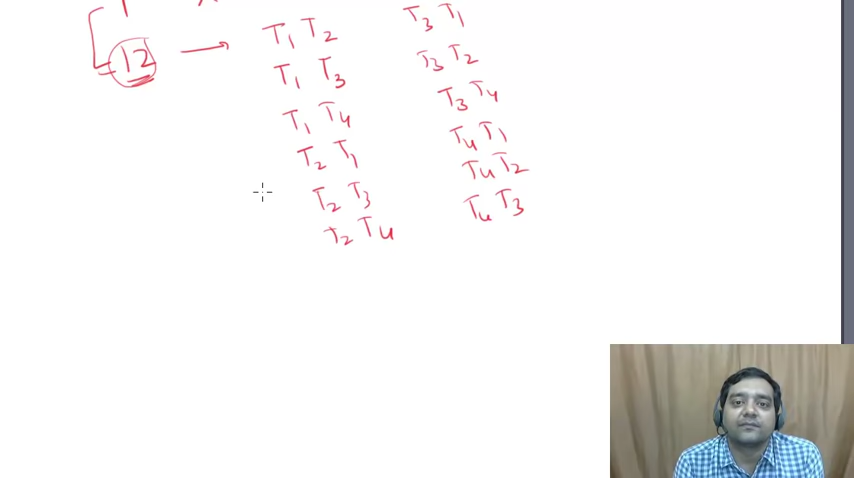 12 → T1 T2
T1 T3
T1 T4
T2 T1
T2 T3
T2 T4
T3 T1
T3 T2
T3 T4
T4 T1
T4 T2
T4 T3